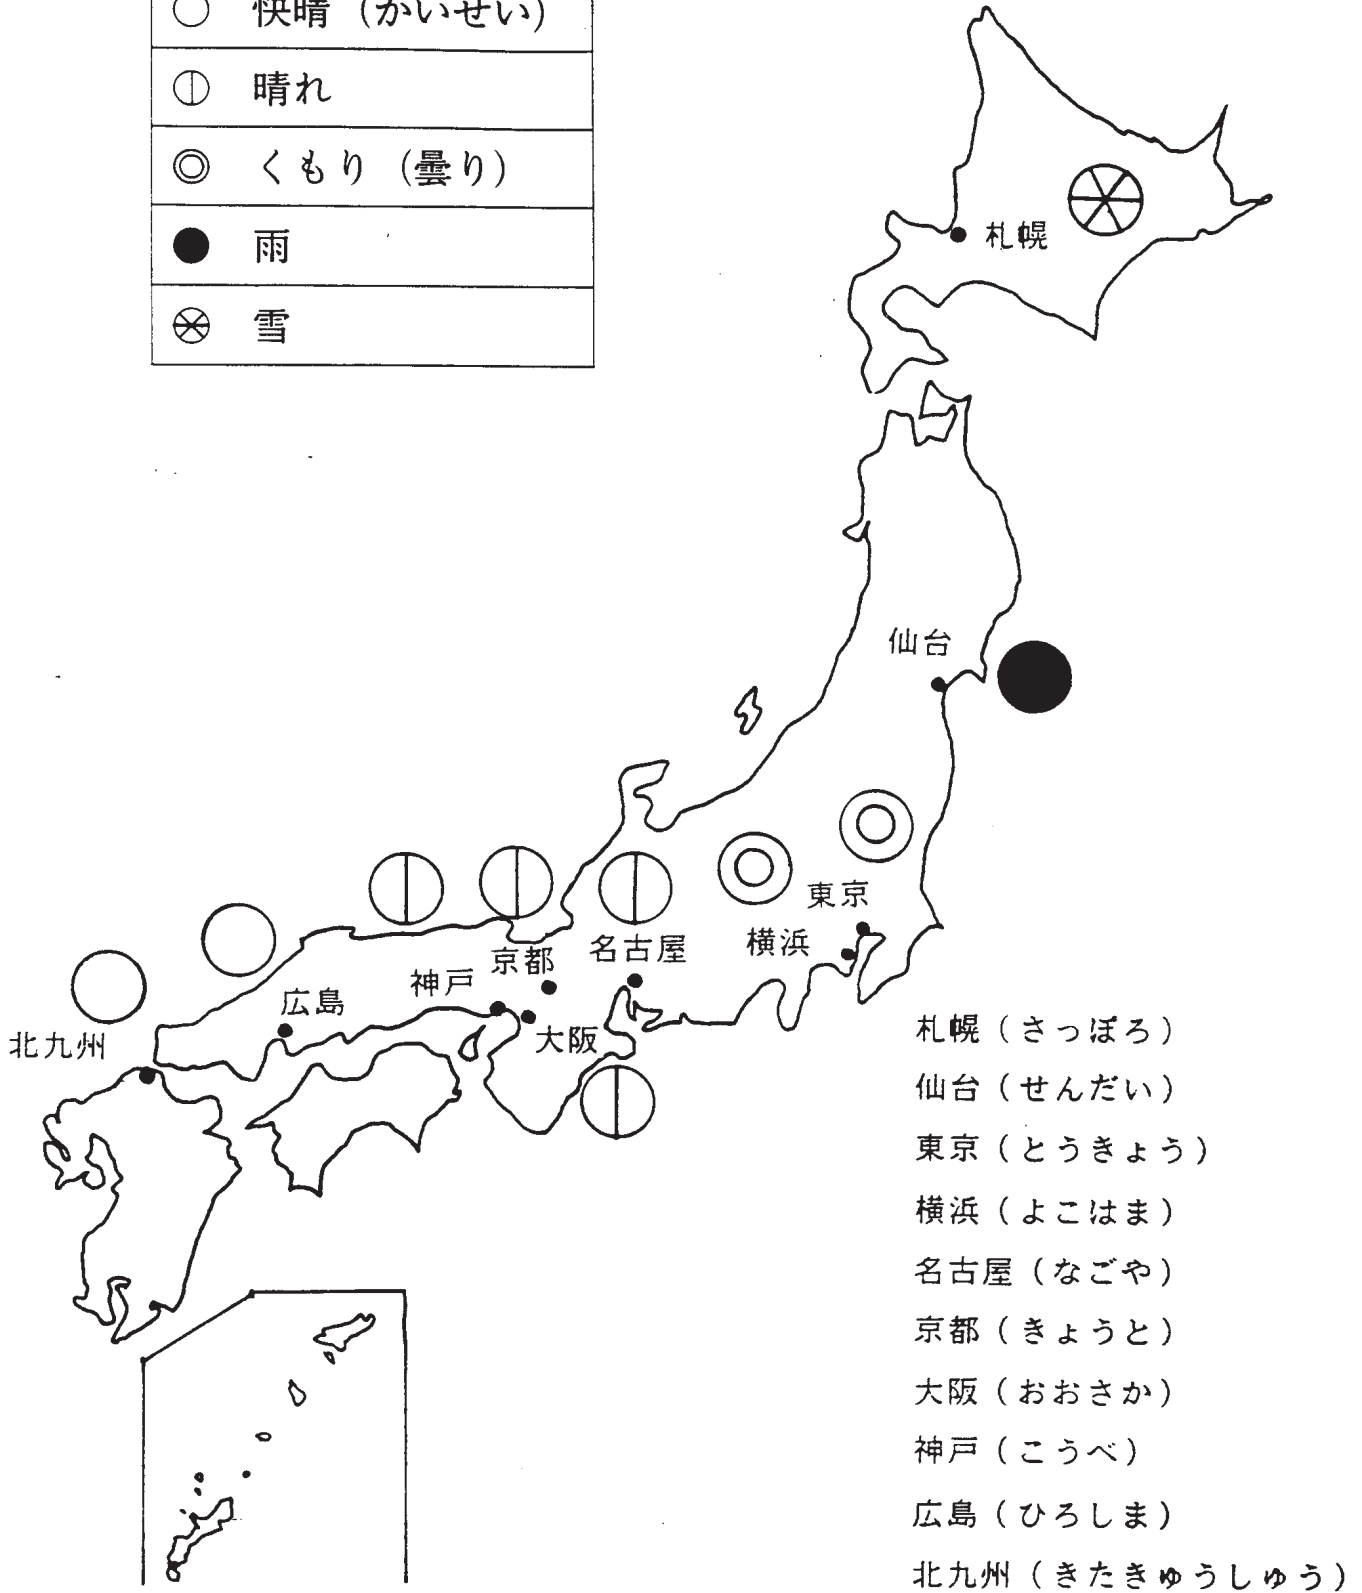 快晴（かいせい）
晴れ
くもり（曇り）
雨
雪
札幌
仙台
東京
横浜
名古屋
京都
神戸
大阪
広島
北九州
札幌（さっぽろ）
仙台（せんだい）
東京（とうきょう）
横浜（よこはま）
名古屋（なごや）
京都（きょうと）
大阪（おおさか）
神戸（こうべ）
広島（ひろしま）
北九州（きたきゅうしゅう）